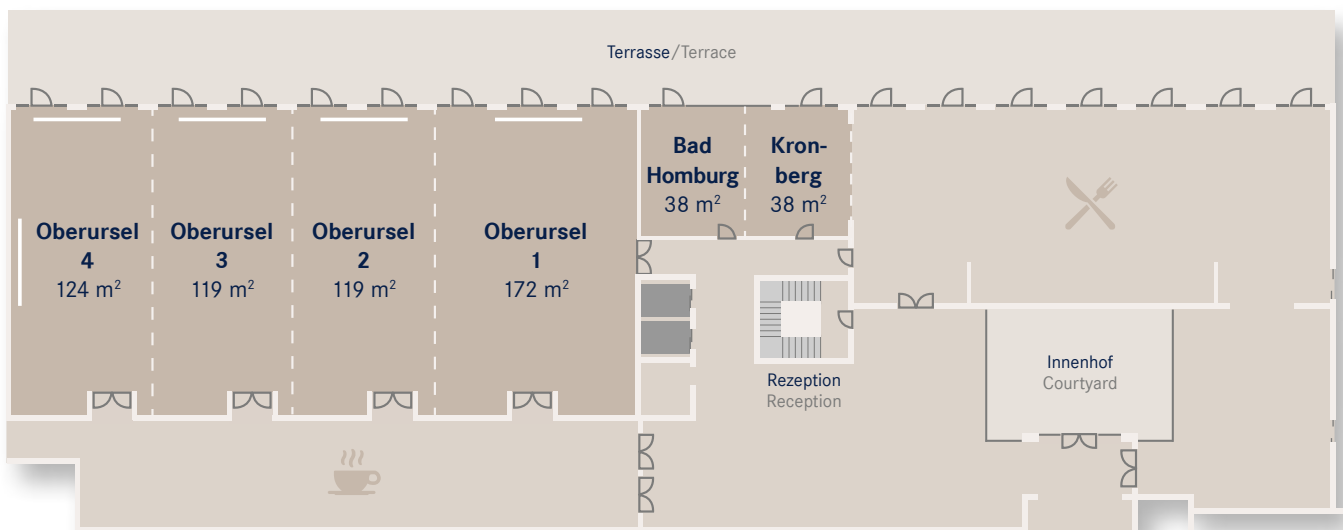 Terrasse/Terrace
Oberursel
4
124 m²
Oberursel
3
119 m²
Oberursel
2
119 m²
Oberursel
1
172 m²
Bad
Homburg
38 m²
Kron-
berg
38 m²
Rezeption
Reception
Innenhof
Courtyard